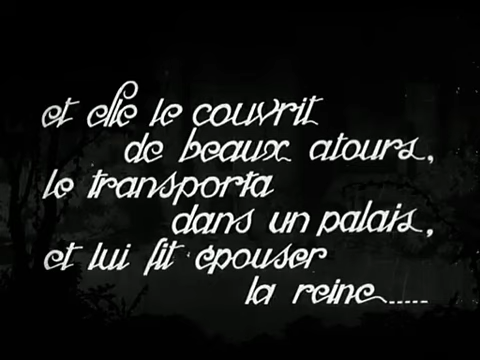 et elle le couvrit
de beaux atours,
le transporta
dans un palais,
et lui fit épouser
la reine.....